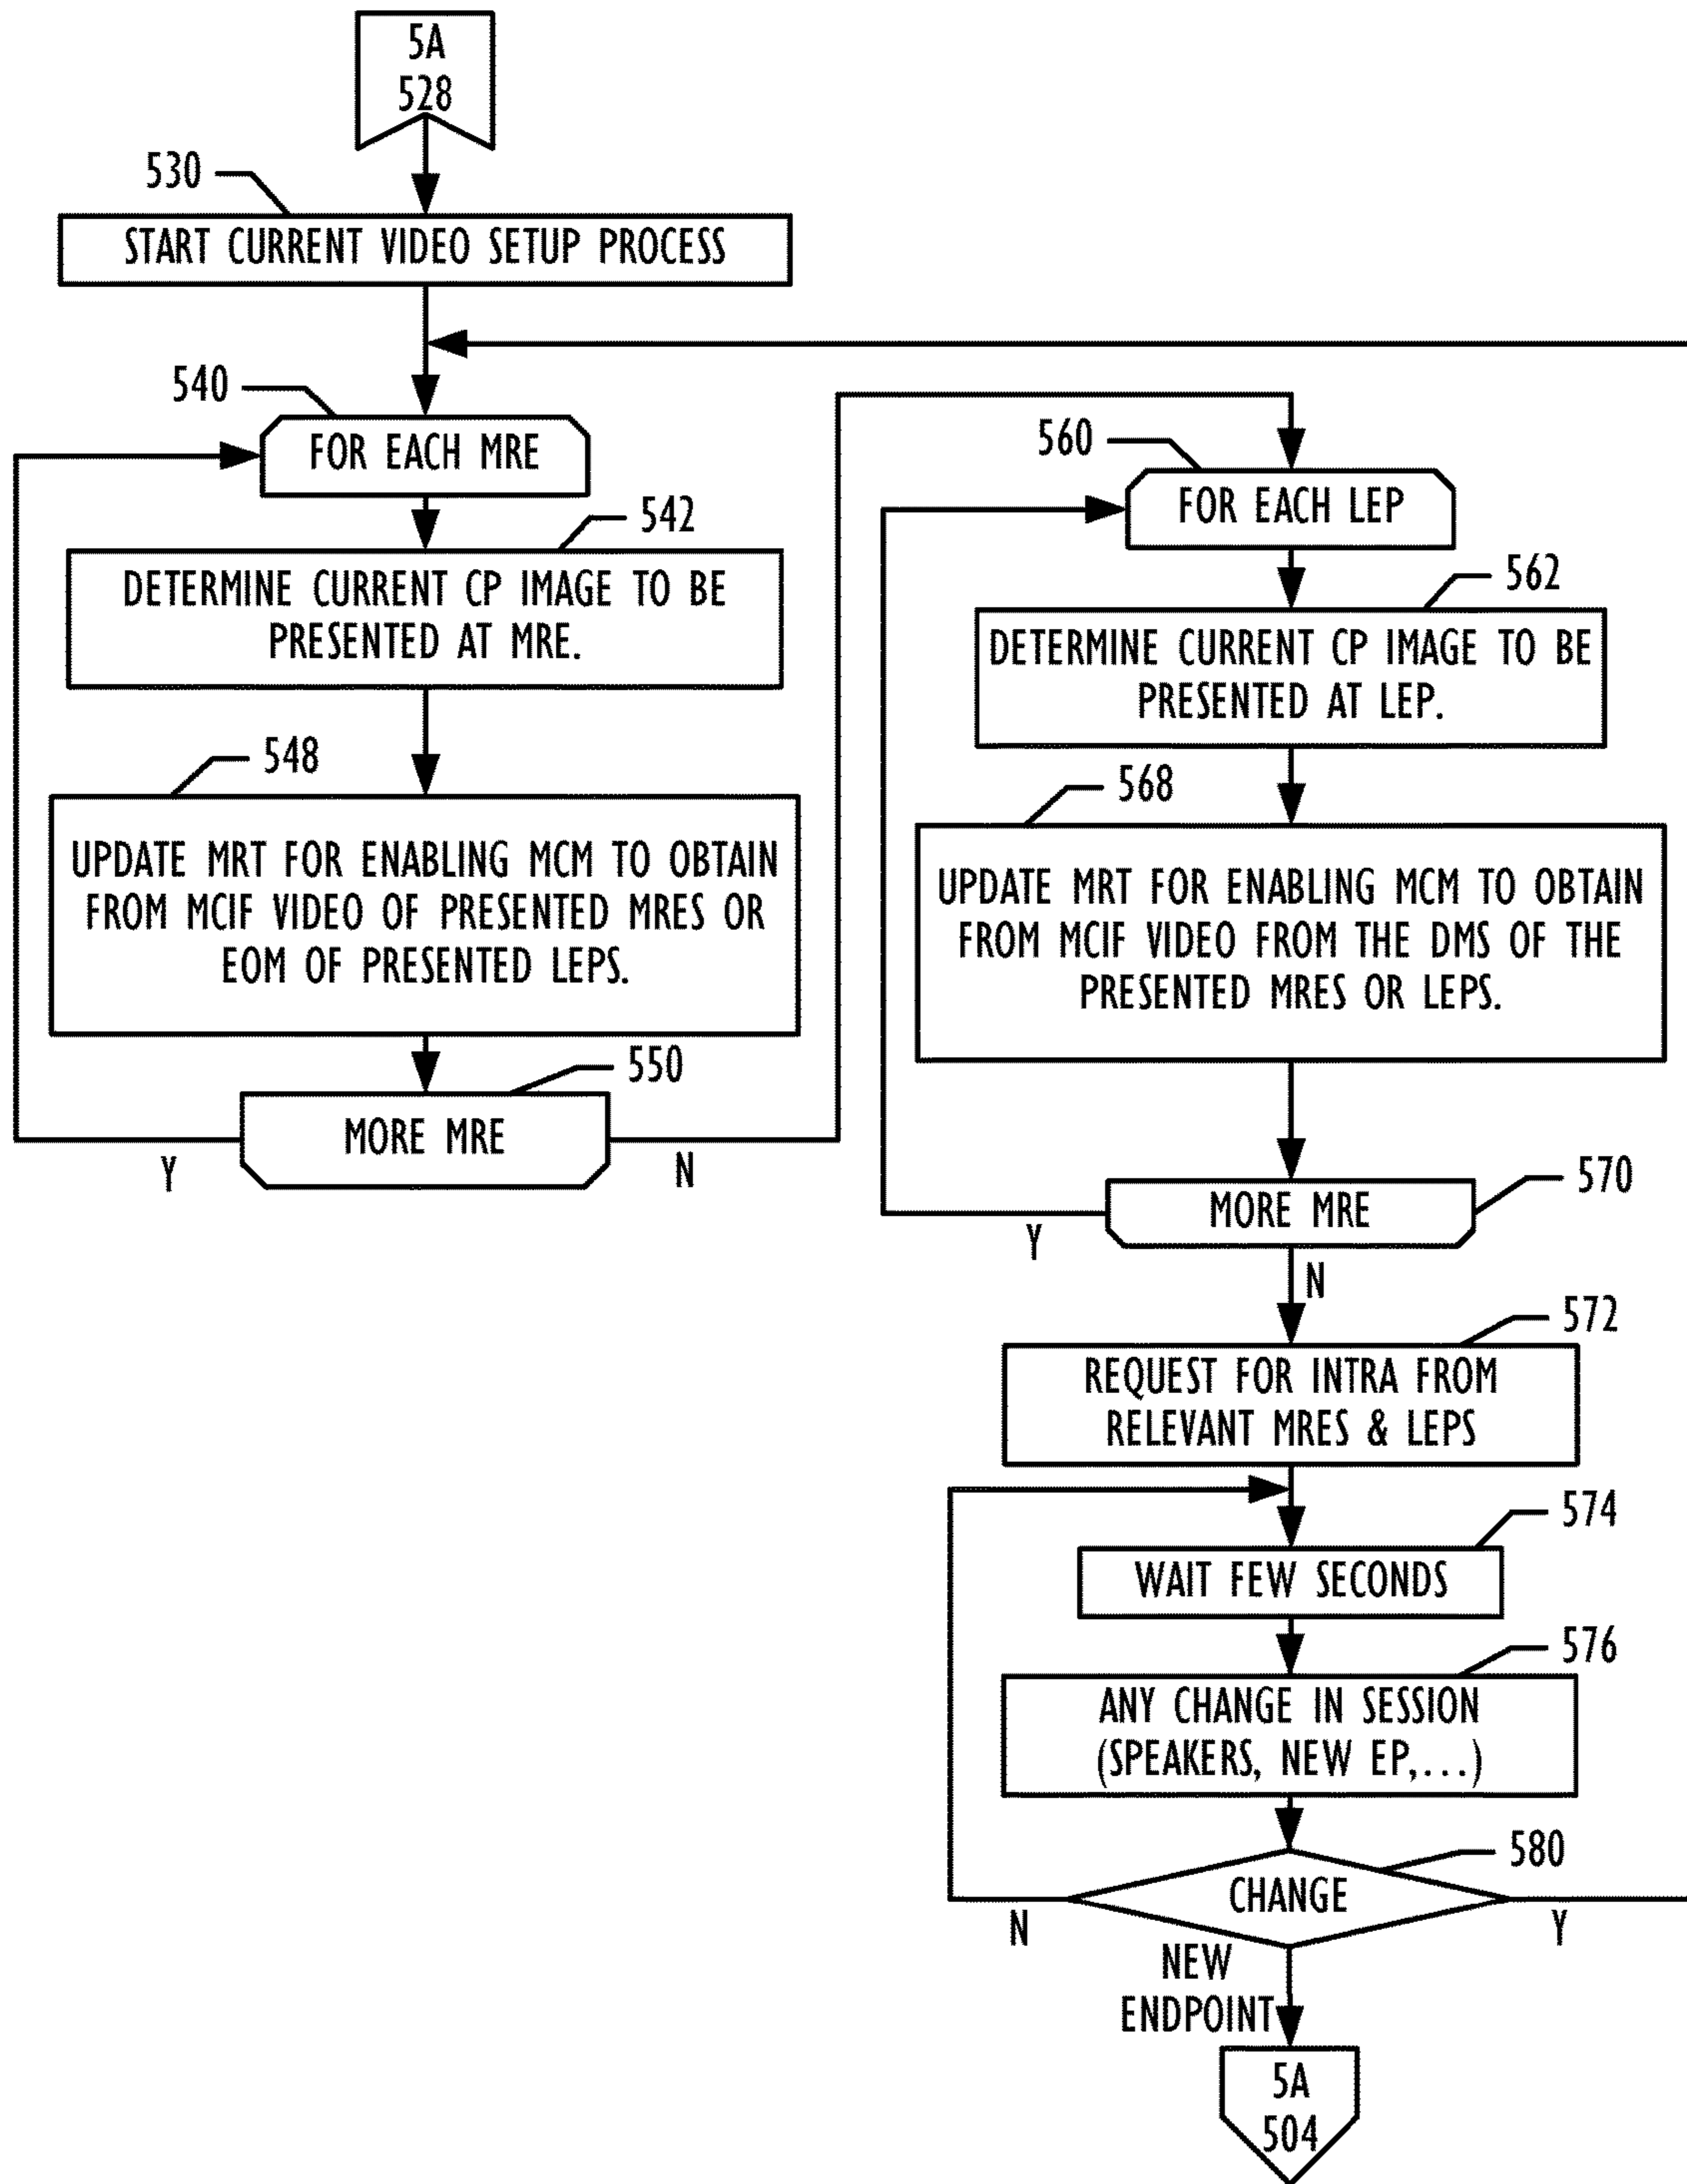 5A
528
530
START CURRENT VIDEO SETUP PROCESS
540
FOR EACH MRE
542
DETERMINE CURRENT CP IMAGE TO BE
PRESENTED AT MRE.
548
UPDATE MRT FOR ENABLING MCM TO OBTAIN
FROM MCIF VIDEO OF PRESENTED MRES OR
EOM OF PRESENTED LEPS.
550
MORE MRE
Y
N
560
FOR EACH LEP
562
DETERMINE CURRENT CP IMAGE TO BE
PRESENTED AT LEP.
568
UPDATE MRT FOR ENABLING MCM TO OBTAIN
FROM MCIF VIDEO FROM THE DMS OF THE
PRESENTED MRES OR LEPS.
570
MORE MRE
Y
N
572
REQUEST FOR INTRA FROM
RELEVANT MRES & LEPS
574
WAIT FEW SECONDS
576
ANY CHANGE IN SESSION
(SPEAKERS, NEW EP,...)
580
CHANGE
N
Y
NEW
ENDPOINT
5A
504